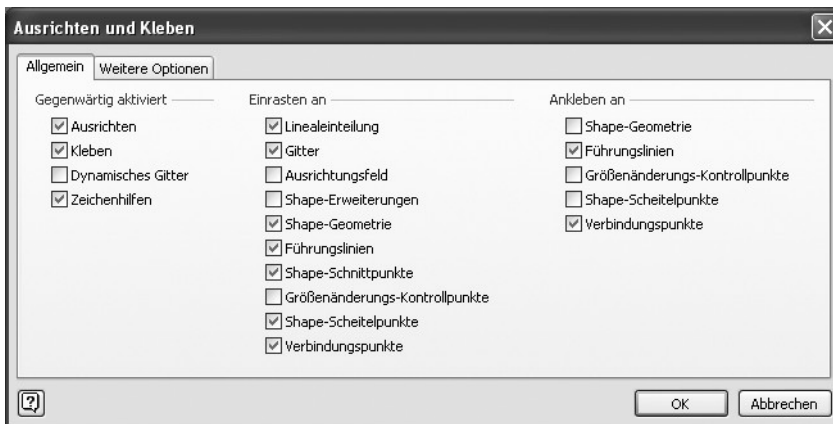 Ausrichten und Kleben
Allgemein
Weitere Optionen
Gegenwärtig aktiviert
Ausrichten
Kleben
Dynamisches Gitter
Zeichenhilfen
Einrasten an
Linealeinteilung
Gitter
Ausrichtungsfeld
Shape-Erweiterungen
Shape-Geometrie
Führungslinien
Shape-Schnittpunkte
Größenänderungs-Kontrollpunkte
Shape-Scheitelpunkte
Verbindungspunkte
Ankleben an
Shape-Geometrie
Führungslinien
Größenänderungs-Kontrollpunkte
Shape-Scheitelpunkte
Verbindungspunkte
?
OK
Abbrechen